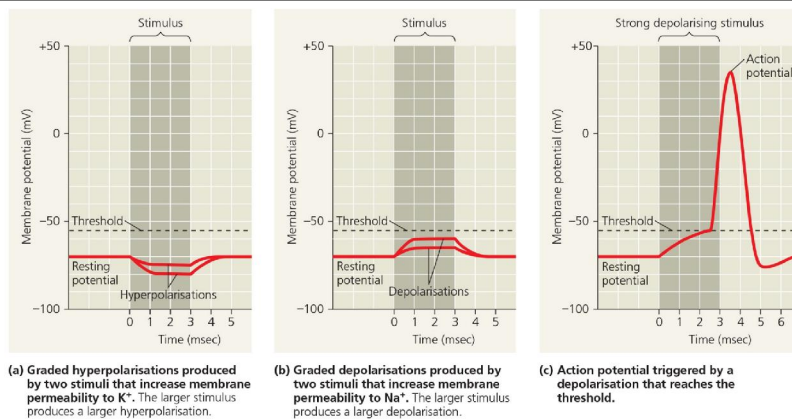 Stimulus
+50
0
−50
−100
Membrane potential (mV)
Threshold
Resting
potential
Hyperpolarisations
0 1 2 3 4 5
Time (msec)
(a) Graded hyperpolarisations produced
by two stimuli that increase membrane
permeability to K⁺. The larger stimulus
produces a larger hyperpolarisation.
Stimulus
+50
0
−50
−100
Membrane potential (mV)
Threshold
Resting
potential
Depolarisations
0 1 2 3 4 5
Time (msec)
(b) Graded depolarisations produced by
two stimuli that increase membrane
permeability to Na⁺. The larger stimulus
produces a larger depolarisation.
Strong depolarising stimulus
+50
0
−50
−100
Membrane potential (mV)
Action
potential
Threshold
Resting
potential
0 1 2 3 4 5 6
Time (msec)
(c) Action potential triggered by a
depolarisation that reaches the
threshold.